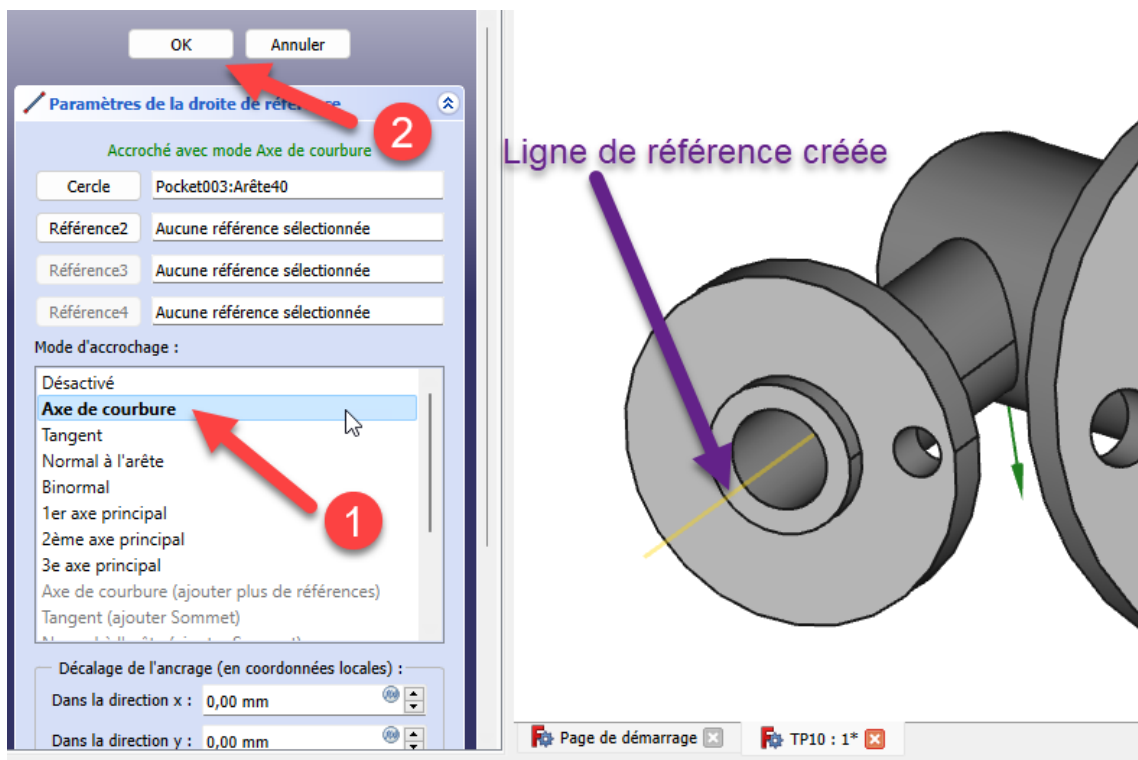 OK
Annuler
Paramètres de la droite de référence
2
Accroché avec mode Axe de courbure
Cercle
Pocket003:Arête40
Référence2
Aucune référence sélectionnée
Référence3
Aucune référence sélectionnée
Référence4
Aucune référence sélectionnée
Mode d'accrochage :
Désactivé
Axe de courbure
Tangent
Normal à l'arête
Binormal
1er axe principal
1
2ème axe principal
3e axe principal
Axe de courbure (ajouter plus de références)
Tangent (ajouter Sommet)
Décalage de l'ancrage (en coordonnées locales) :
Dans la direction x :
0,00 mm
Dans la direction y :
0,00 mm
Ligne de référence créée
Page de démarrage
TP10 : 1*